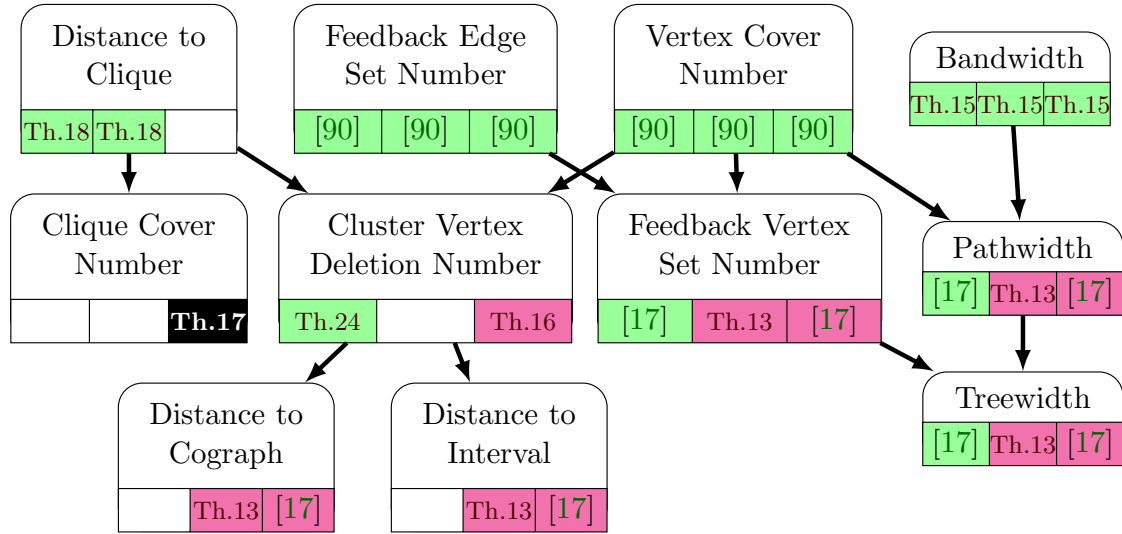 Distance to
Clique
Th.18 Th.18
Feedback Edge
Set Number
[90] [90] [90]
Vertex Cover
Number
[90] [90] [90]
Bandwidth
Th.15 Th.15 Th.15
Clique Cover
Number
Th.17
Cluster Vertex
Deletion Number
Th.24 Th.16
Feedback Vertex
Set Number
[17] Th.13 [17]
Pathwidth
[17] Th.13 [17]
Distance to
Cograph
Th.13 [17]
Distance to
Interval
Th.13 [17]
Treewidth
[17] Th.13 [17]